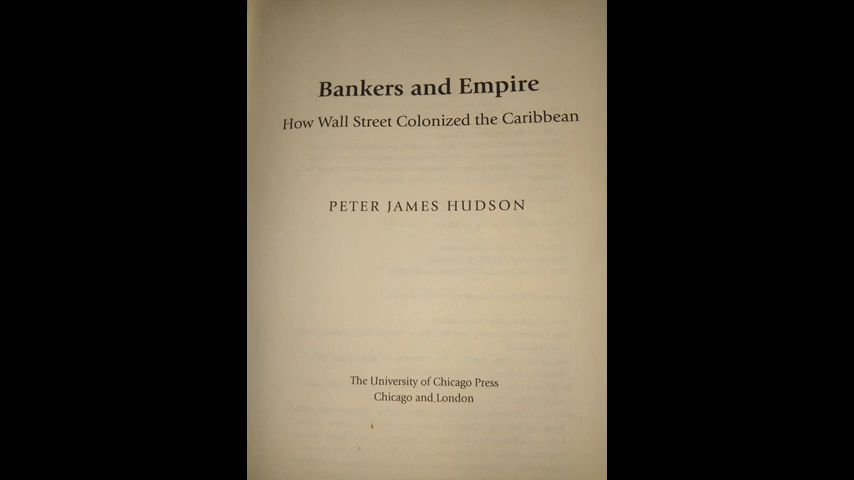 Bankers and Empire
How Wall Street Colonized the Caribbean
PETER JAMES HUDSON
The University of Chicago Press
Chicago and London